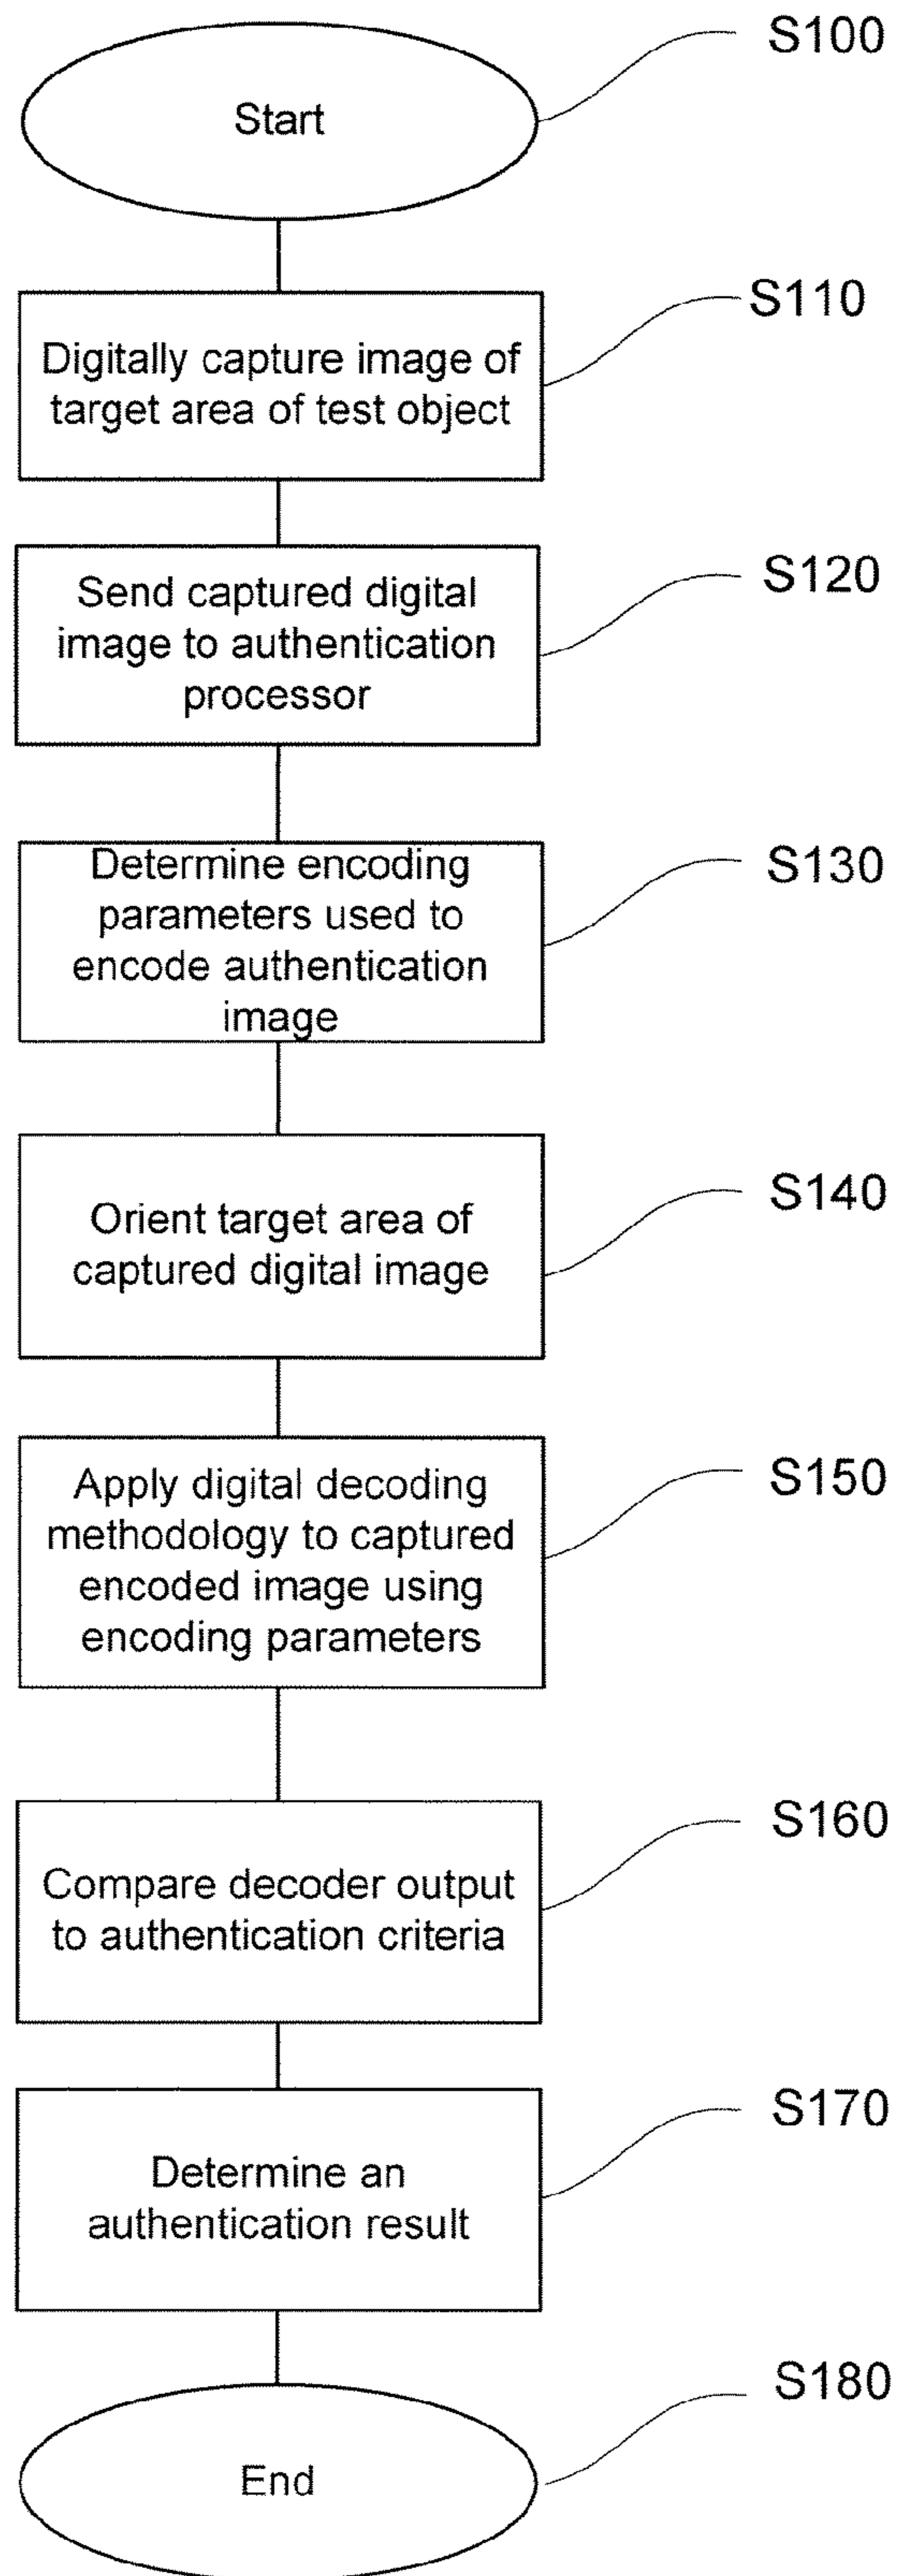 S100
Start
S110
Digitally capture image of
target area of test object
S120
Send captured digital
image to authentication
processor
S130
Determine encoding
parameters used to
encode authentication
image
S140
Orient target area of
captured digital image
S150
Apply digital decoding
methodology to captured
encoded image using
encoding parameters
S160
Compare decoder output
to authentication criteria
S170
Determine an
authentication result
S180
End